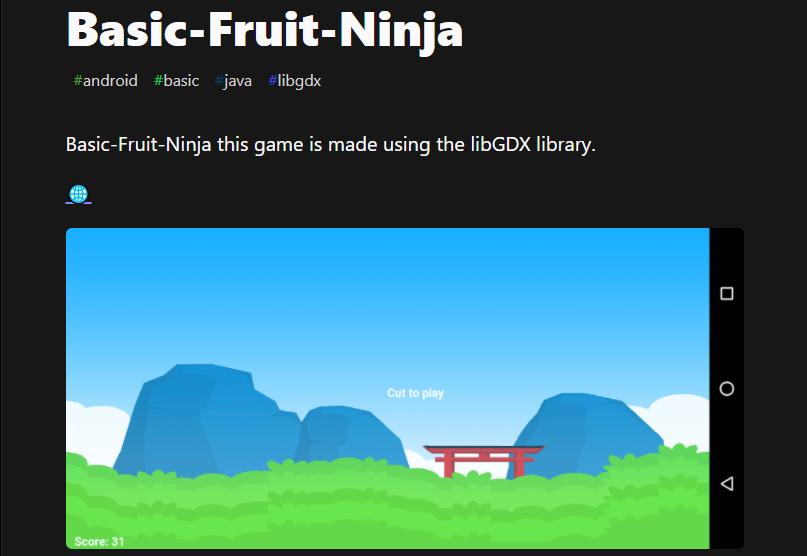 Basic-Fruit-Ninja
#android #basic #java #libgdx
Basic-Fruit-Ninja this game is made using the libGDX library.
Cut to play
Score: 31